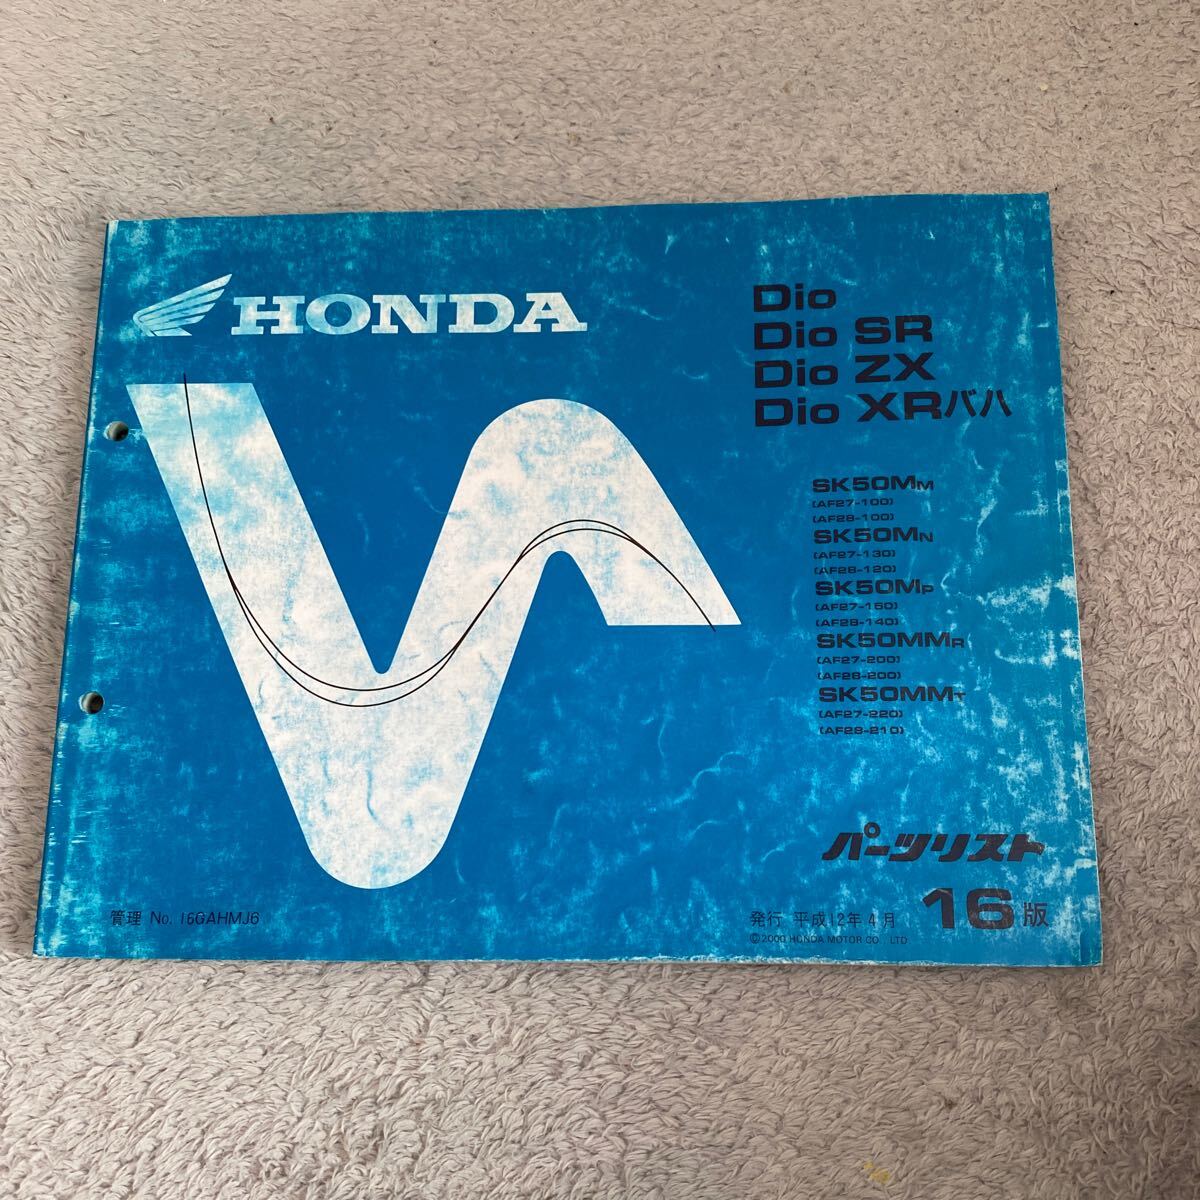 HONDA
Dio
Dio SR
Dio ZX
Dio XRバハ
SK50MM
(AF27-100)
(AF28-100)
SK50MN
(AF27-130)
(AF28-120)
SK50MP
(AF27-150)
(AF28-140)
SK50MMR
(AF27-200)
(AF28-200)
SK50MMT
(AF27-220)
(AF28-210)
パーツリスト
管理 No. 16GAHMJ6
発行 平成12年4月 16版
©2000 HONDA MOTOR CO., LTD